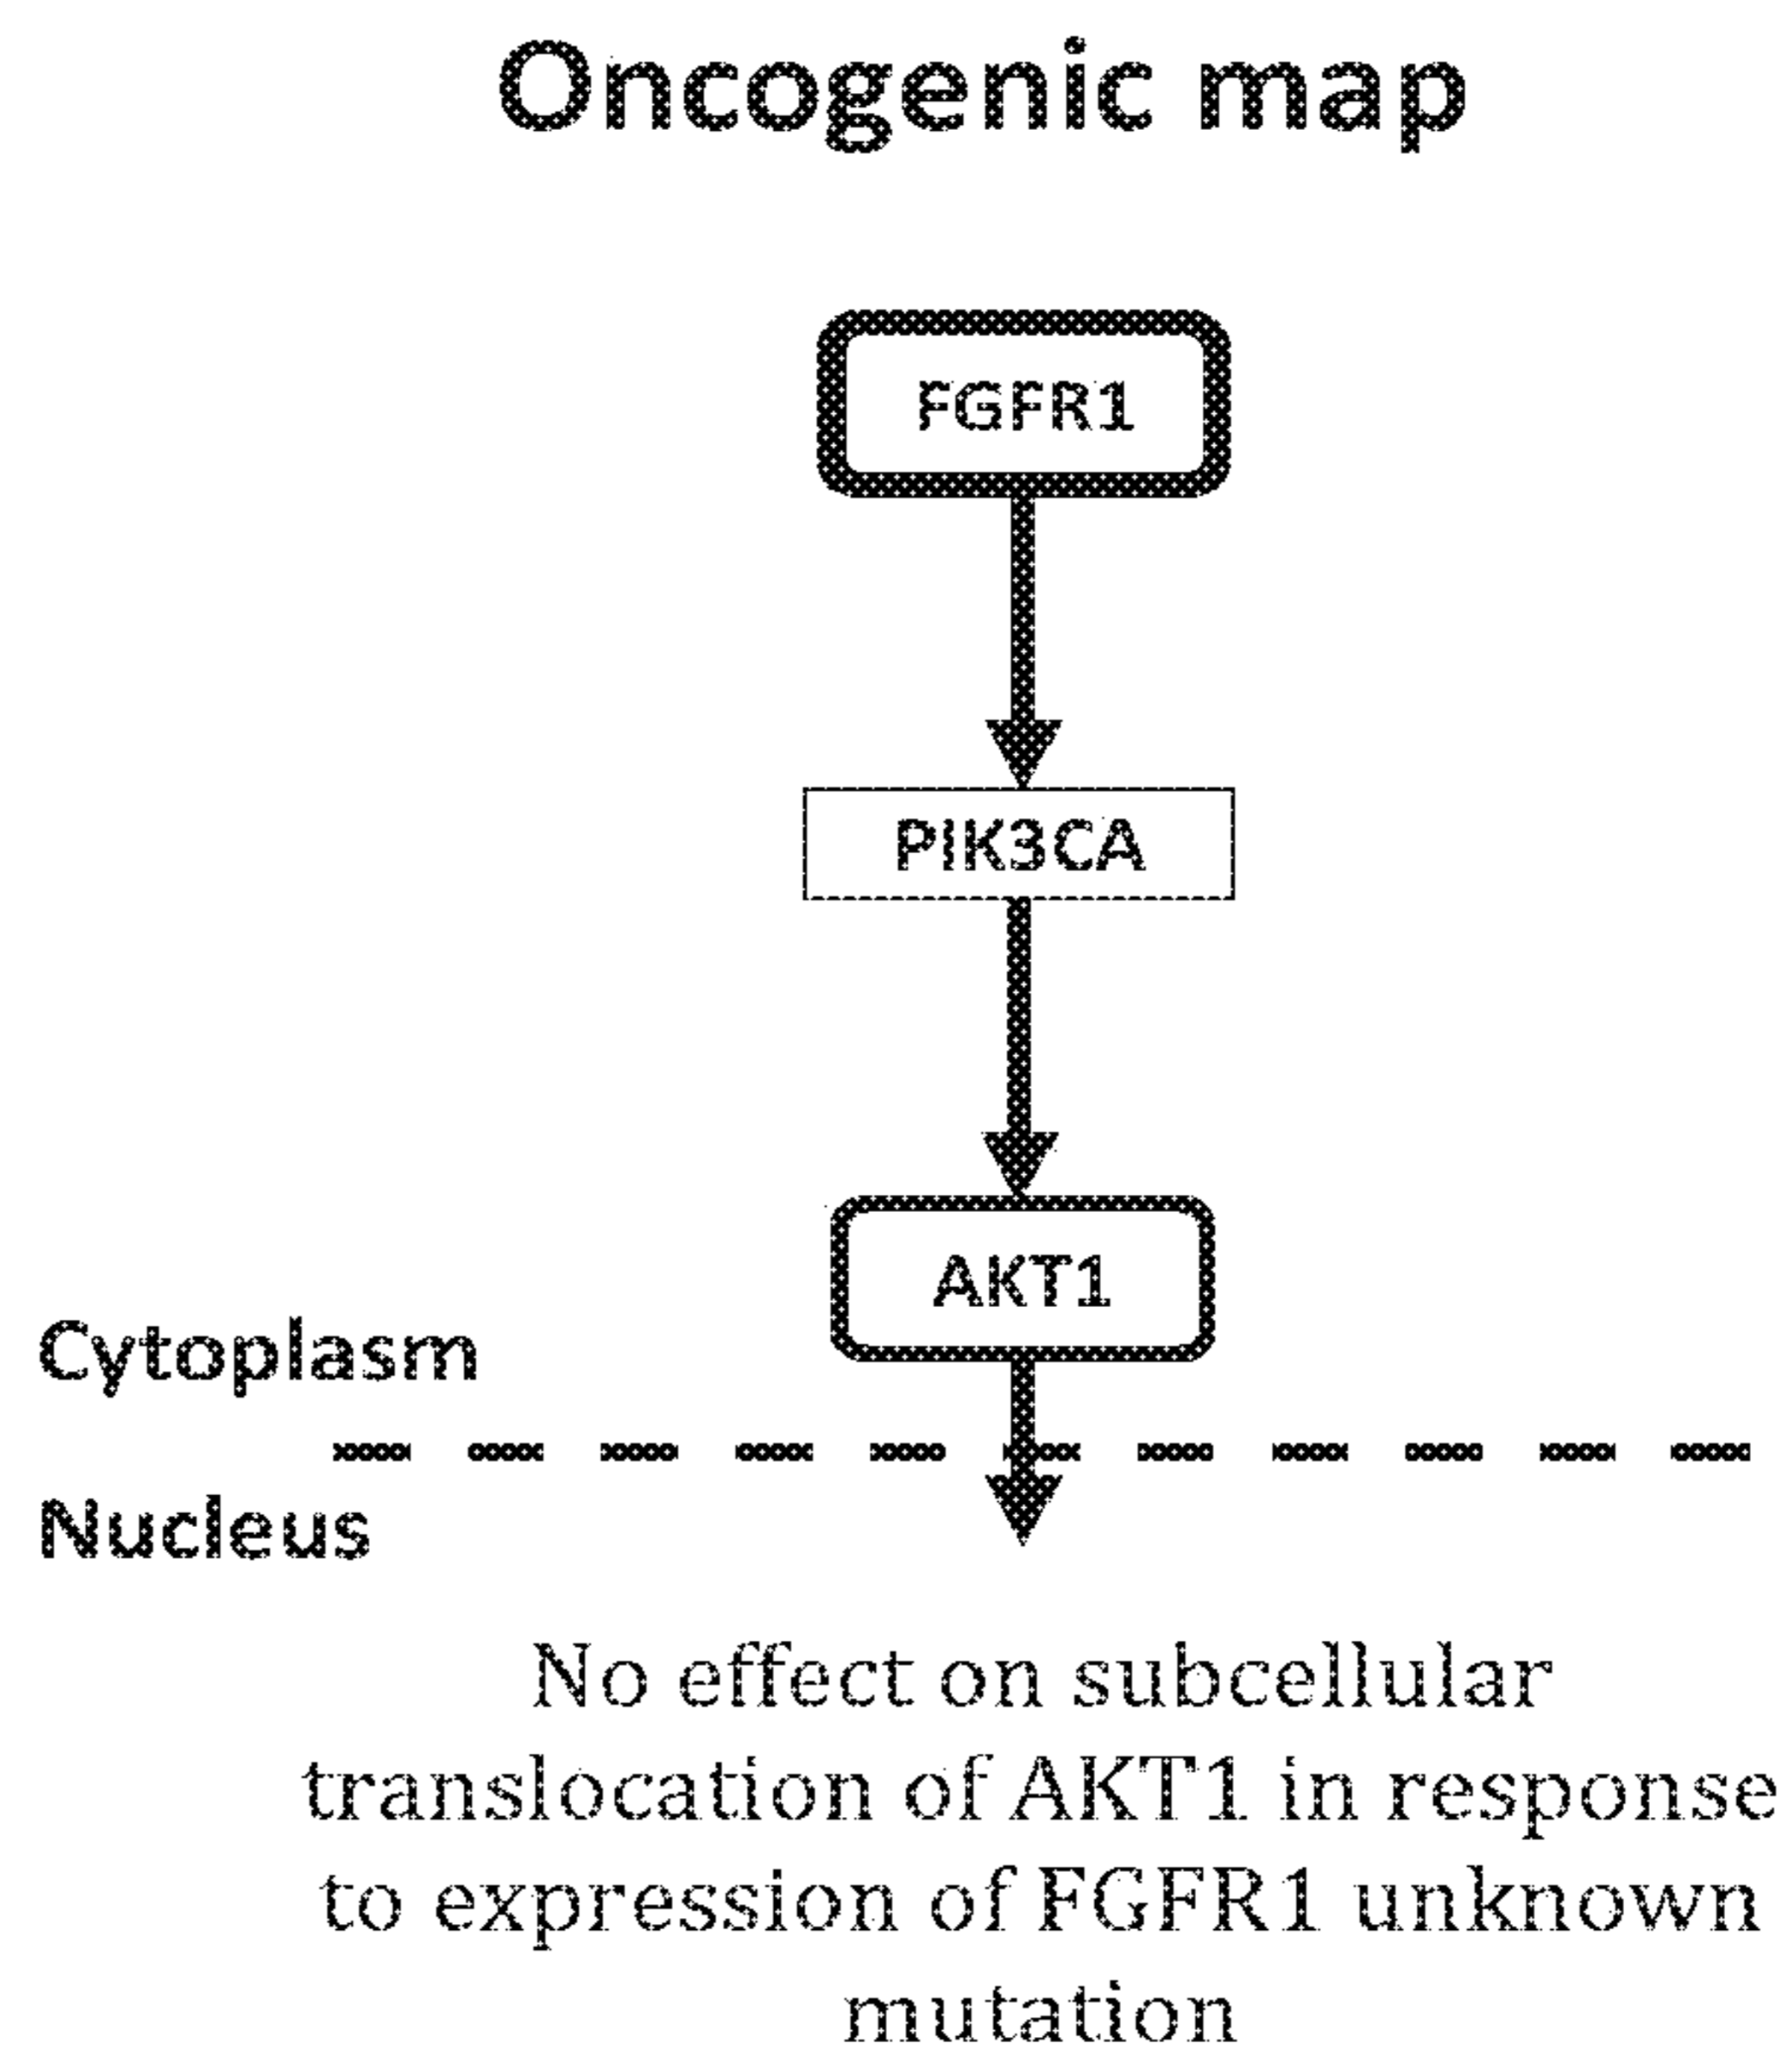 Oncogenic map
FGFR1
PIK3CA
AKT1
Cytoplasm
Nucleus
No effect on subcellular
translocation of AKT1 in response
to expression of FGFR1 unknown
mutation